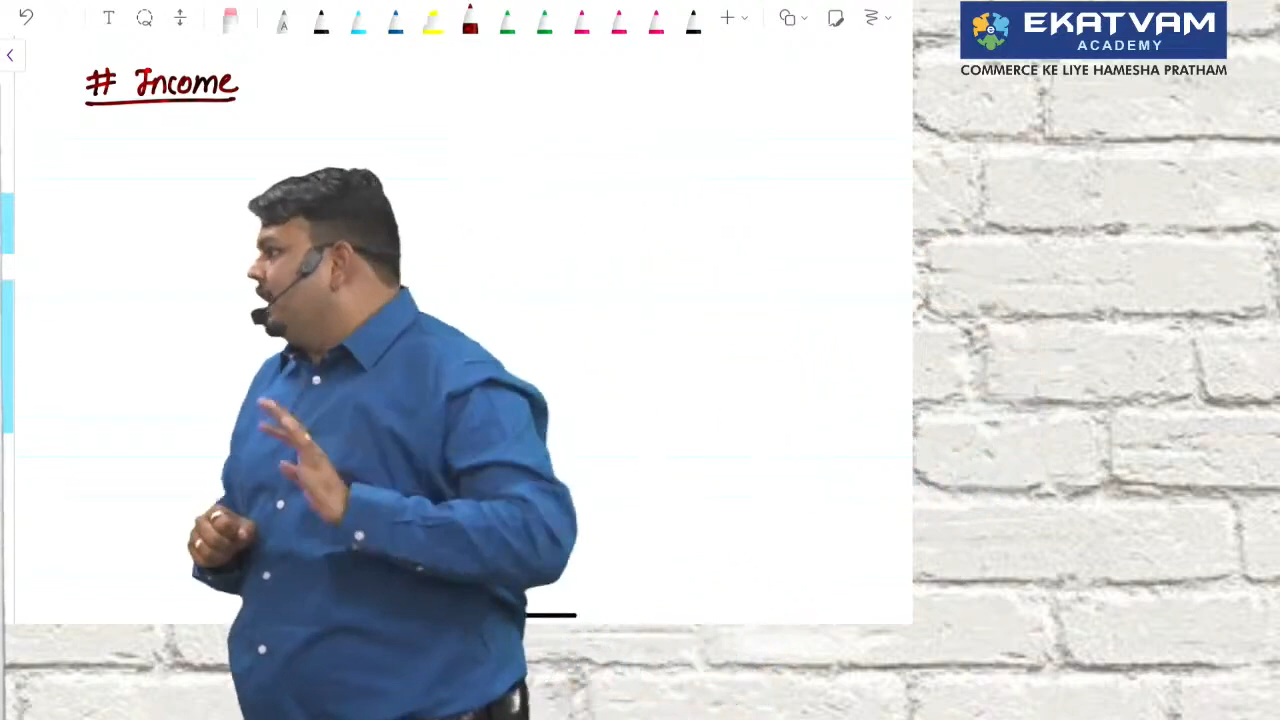 EKATVAM
ACADEMY
COMMERCE KE LIYE HAMESHA PRATHAM
T
A
# Income